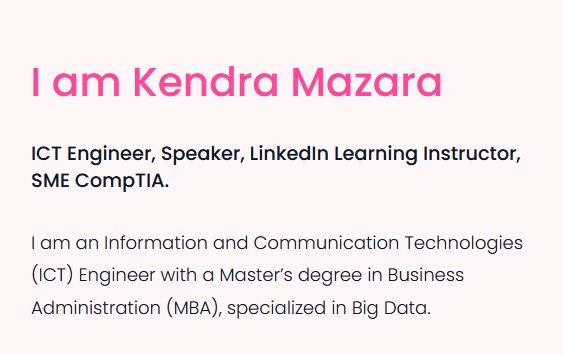 I am Kendra Mazara
ICT Engineer, Speaker, LinkedIn Learning Instructor,
SME CompTIA.
I am an Information and Communication Technologies
(ICT) Engineer with a Master’s degree in Business
Administration (MBA), specialized in Big Data.